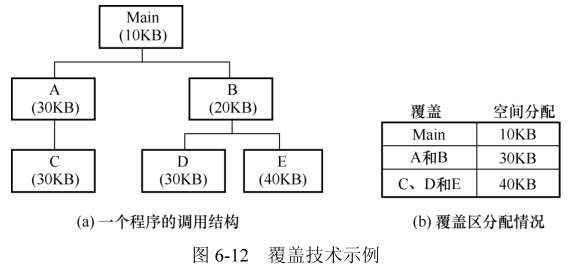 Main
(10KB)
A
(30KB)
B
(20KB)
C
(30KB)
D
(30KB)
E
(40KB)
覆盖 空间分配
Main 10KB
A和B 30KB
C、D和E 40KB
(a) 一个程序的调用结构
(b) 覆盖区分配情况
图 6-12 覆盖技术示例